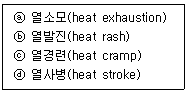 ⓐ 열소모(heat exhaustion)
ⓑ 열발진(heat rash)
ⓒ 열경련(heat cramp)
ⓓ 열사병(heat stroke)